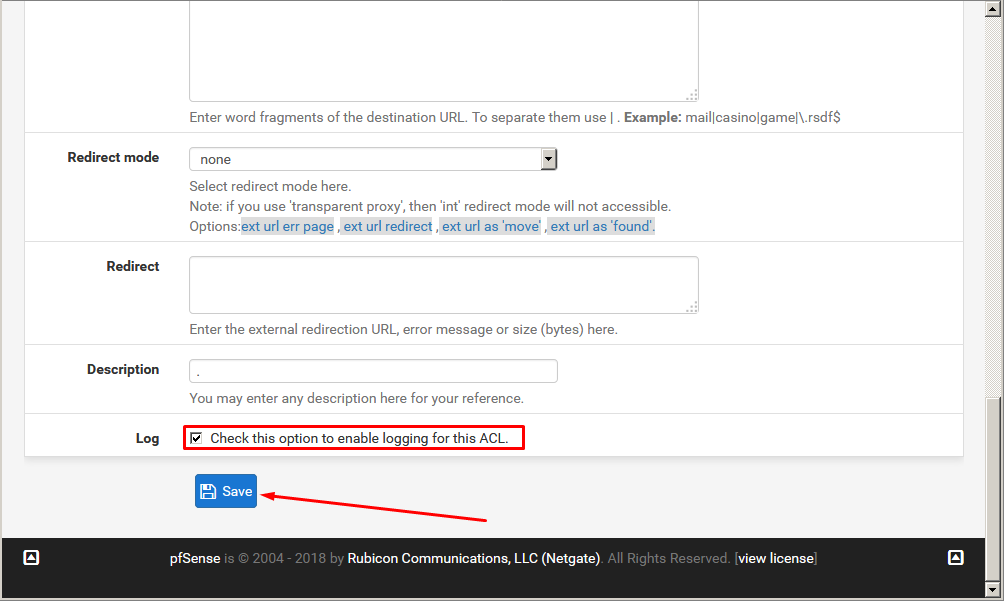 Enter word fragments of the destination URL. To separate them use | . Example: mail|casino|game|\.rsdf$
Redirect mode
none
Select redirect mode here.
Note: if you use 'transparent proxy', then 'int' redirect mode will not accessible.
Options:ext url err page , ext url redirect , ext url as 'move' , ext url as 'found'.
Redirect
Enter the external redirection URL, error message or size (bytes) here.
Description
.
You may enter any description here for your reference.
Log
Check this option to enable logging for this ACL.
Save
pfSense is © 2004 - 2018 by Rubicon Communications, LLC (Netgate). All Rights Reserved. [view license]